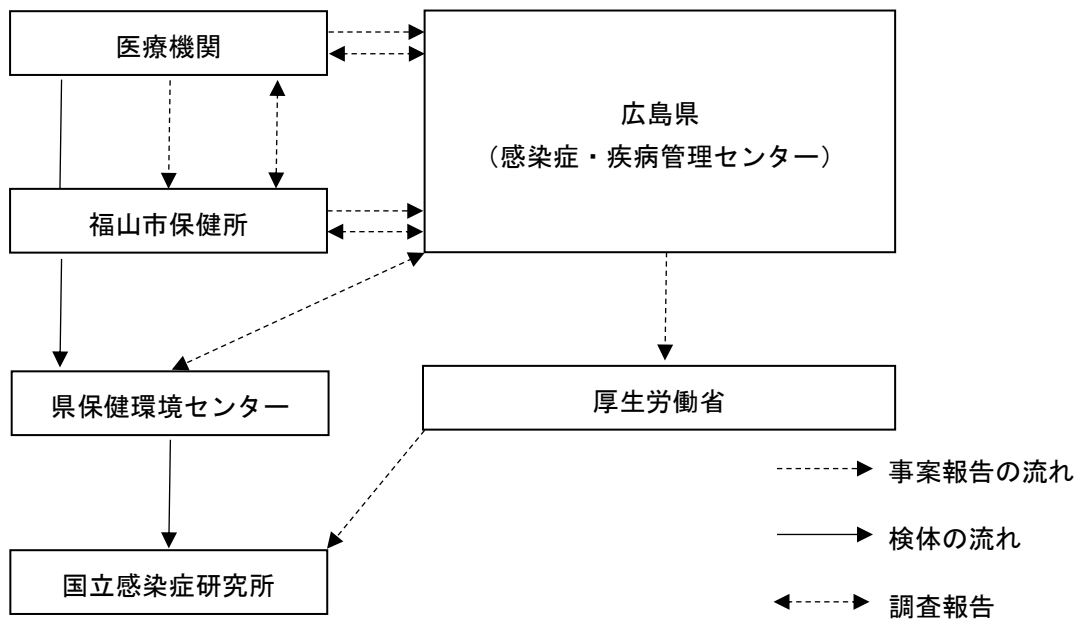 医療機関
広島県
（感染症・疾病管理センター）
福山市保健所
県保健環境センター
厚生労働省
事案報告の流れ
検体の流れ
国立感染症研究所
調査報告